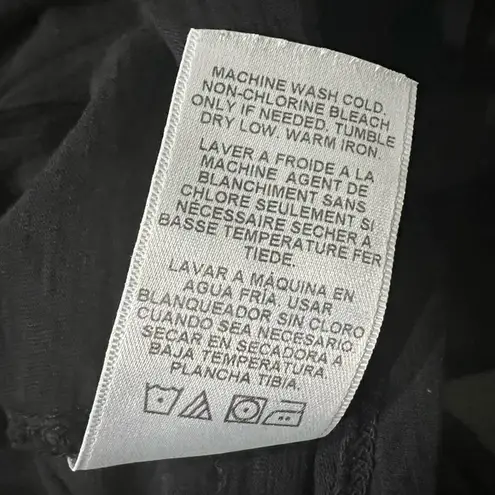 MACHINE WASH COLD.
NON-CHLORINE BLEACH
ONLY IF NEEDED. TUMBLE
DRY LOW. WARM IRON.
LAVER A FROIDE A LA
MACHINE AGENT DE
BLANCHIMENT SANS
CHLORE SEULEMENT SI
NÉCESSAIRE SECHER A
BASSE TEMPERATURE FER
TIEDE.
LAVAR A MÁQUINA EN
AGUA FRÍA. USAR
BLANQUEADOR SIN CLORO
CUANDO SEA NECESARIO
SECAR EN SECADORA A
BAJA TEMPERATURA.
PLANCHA TIBIA.